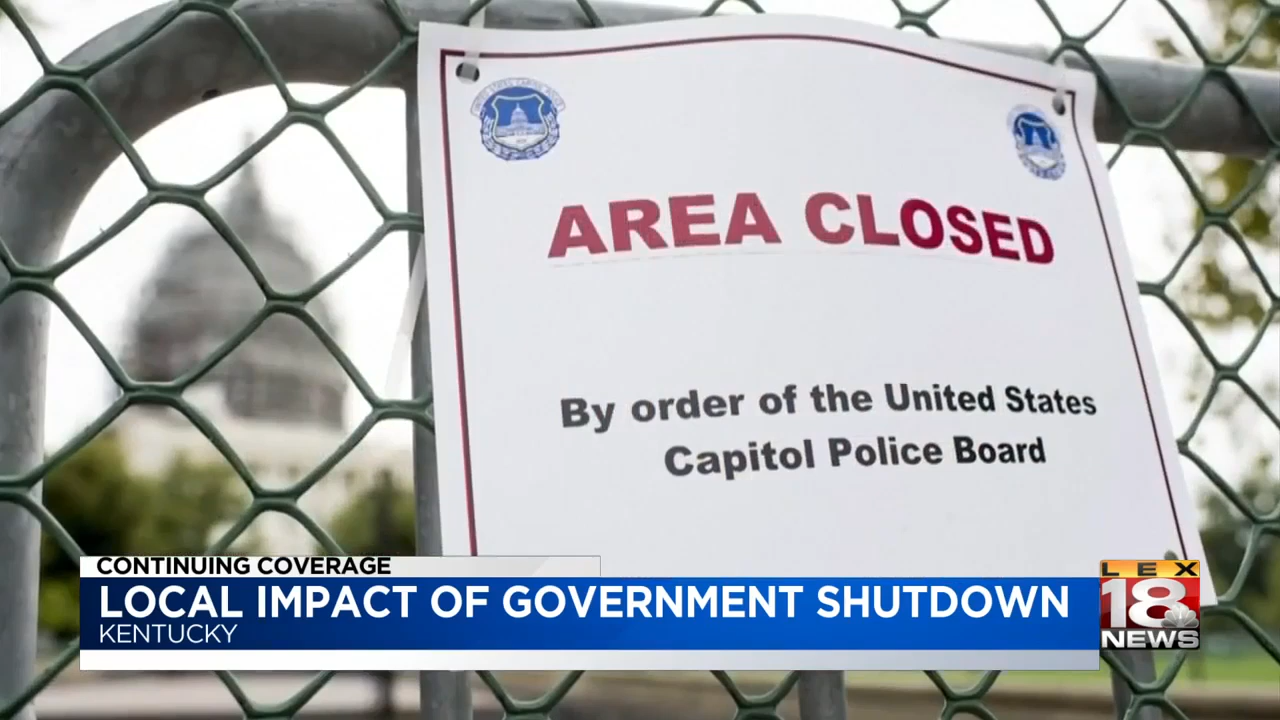 AREA CLOSED
By order of the United States
Capitol Police Board
CONTINUING COVERAGE
LOCAL IMPACT OF GOVERNMENT SHUTDOWN
KENTUCKY
LEX
18
NEWS